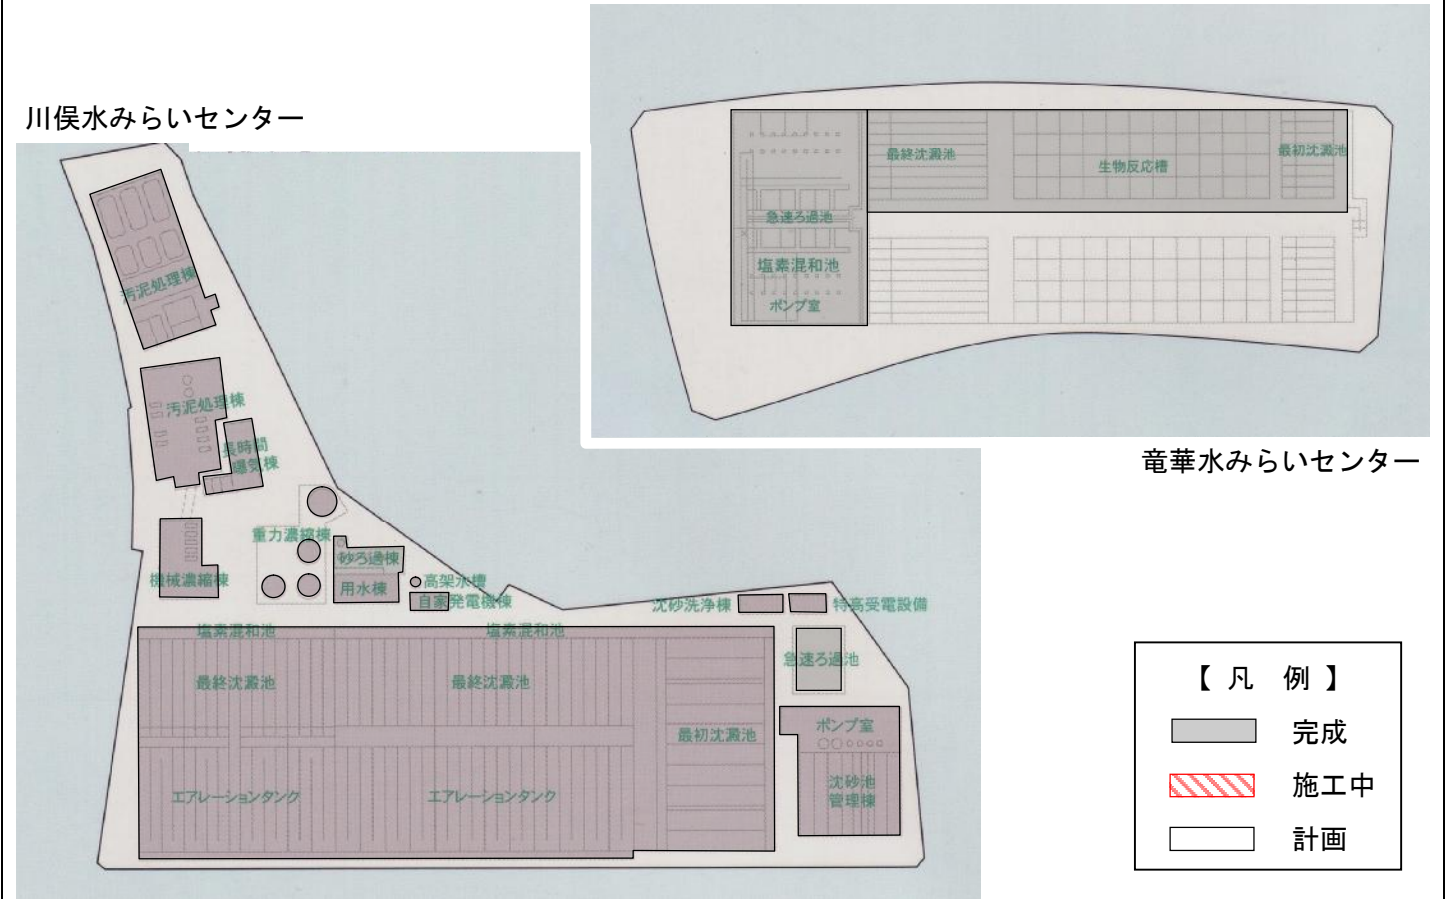 川俣水みらいセンター
最終沈澱池
生物反応槽
最初沈澱池
急速ろ過池
塩素混和池
ポンプ室
竜華水みらいセンター
汚泥処理棟
汚泥処理棟
長時間
曝気棟
重力濃縮棟
機械濃縮棟
砂ろ過棟
用水棟
高架水槽
自家発電機棟
沈砂洗浄棟
特高受電設備
塩素混和池
塩素混和池
急速ろ過池
最終沈澱池
最終沈澱池
最初沈澱池
ポンプ室
沈砂池
管理棟
エアレーションタンク
エアレーションタンク
【 凡 例 】
完成
施工中
計画